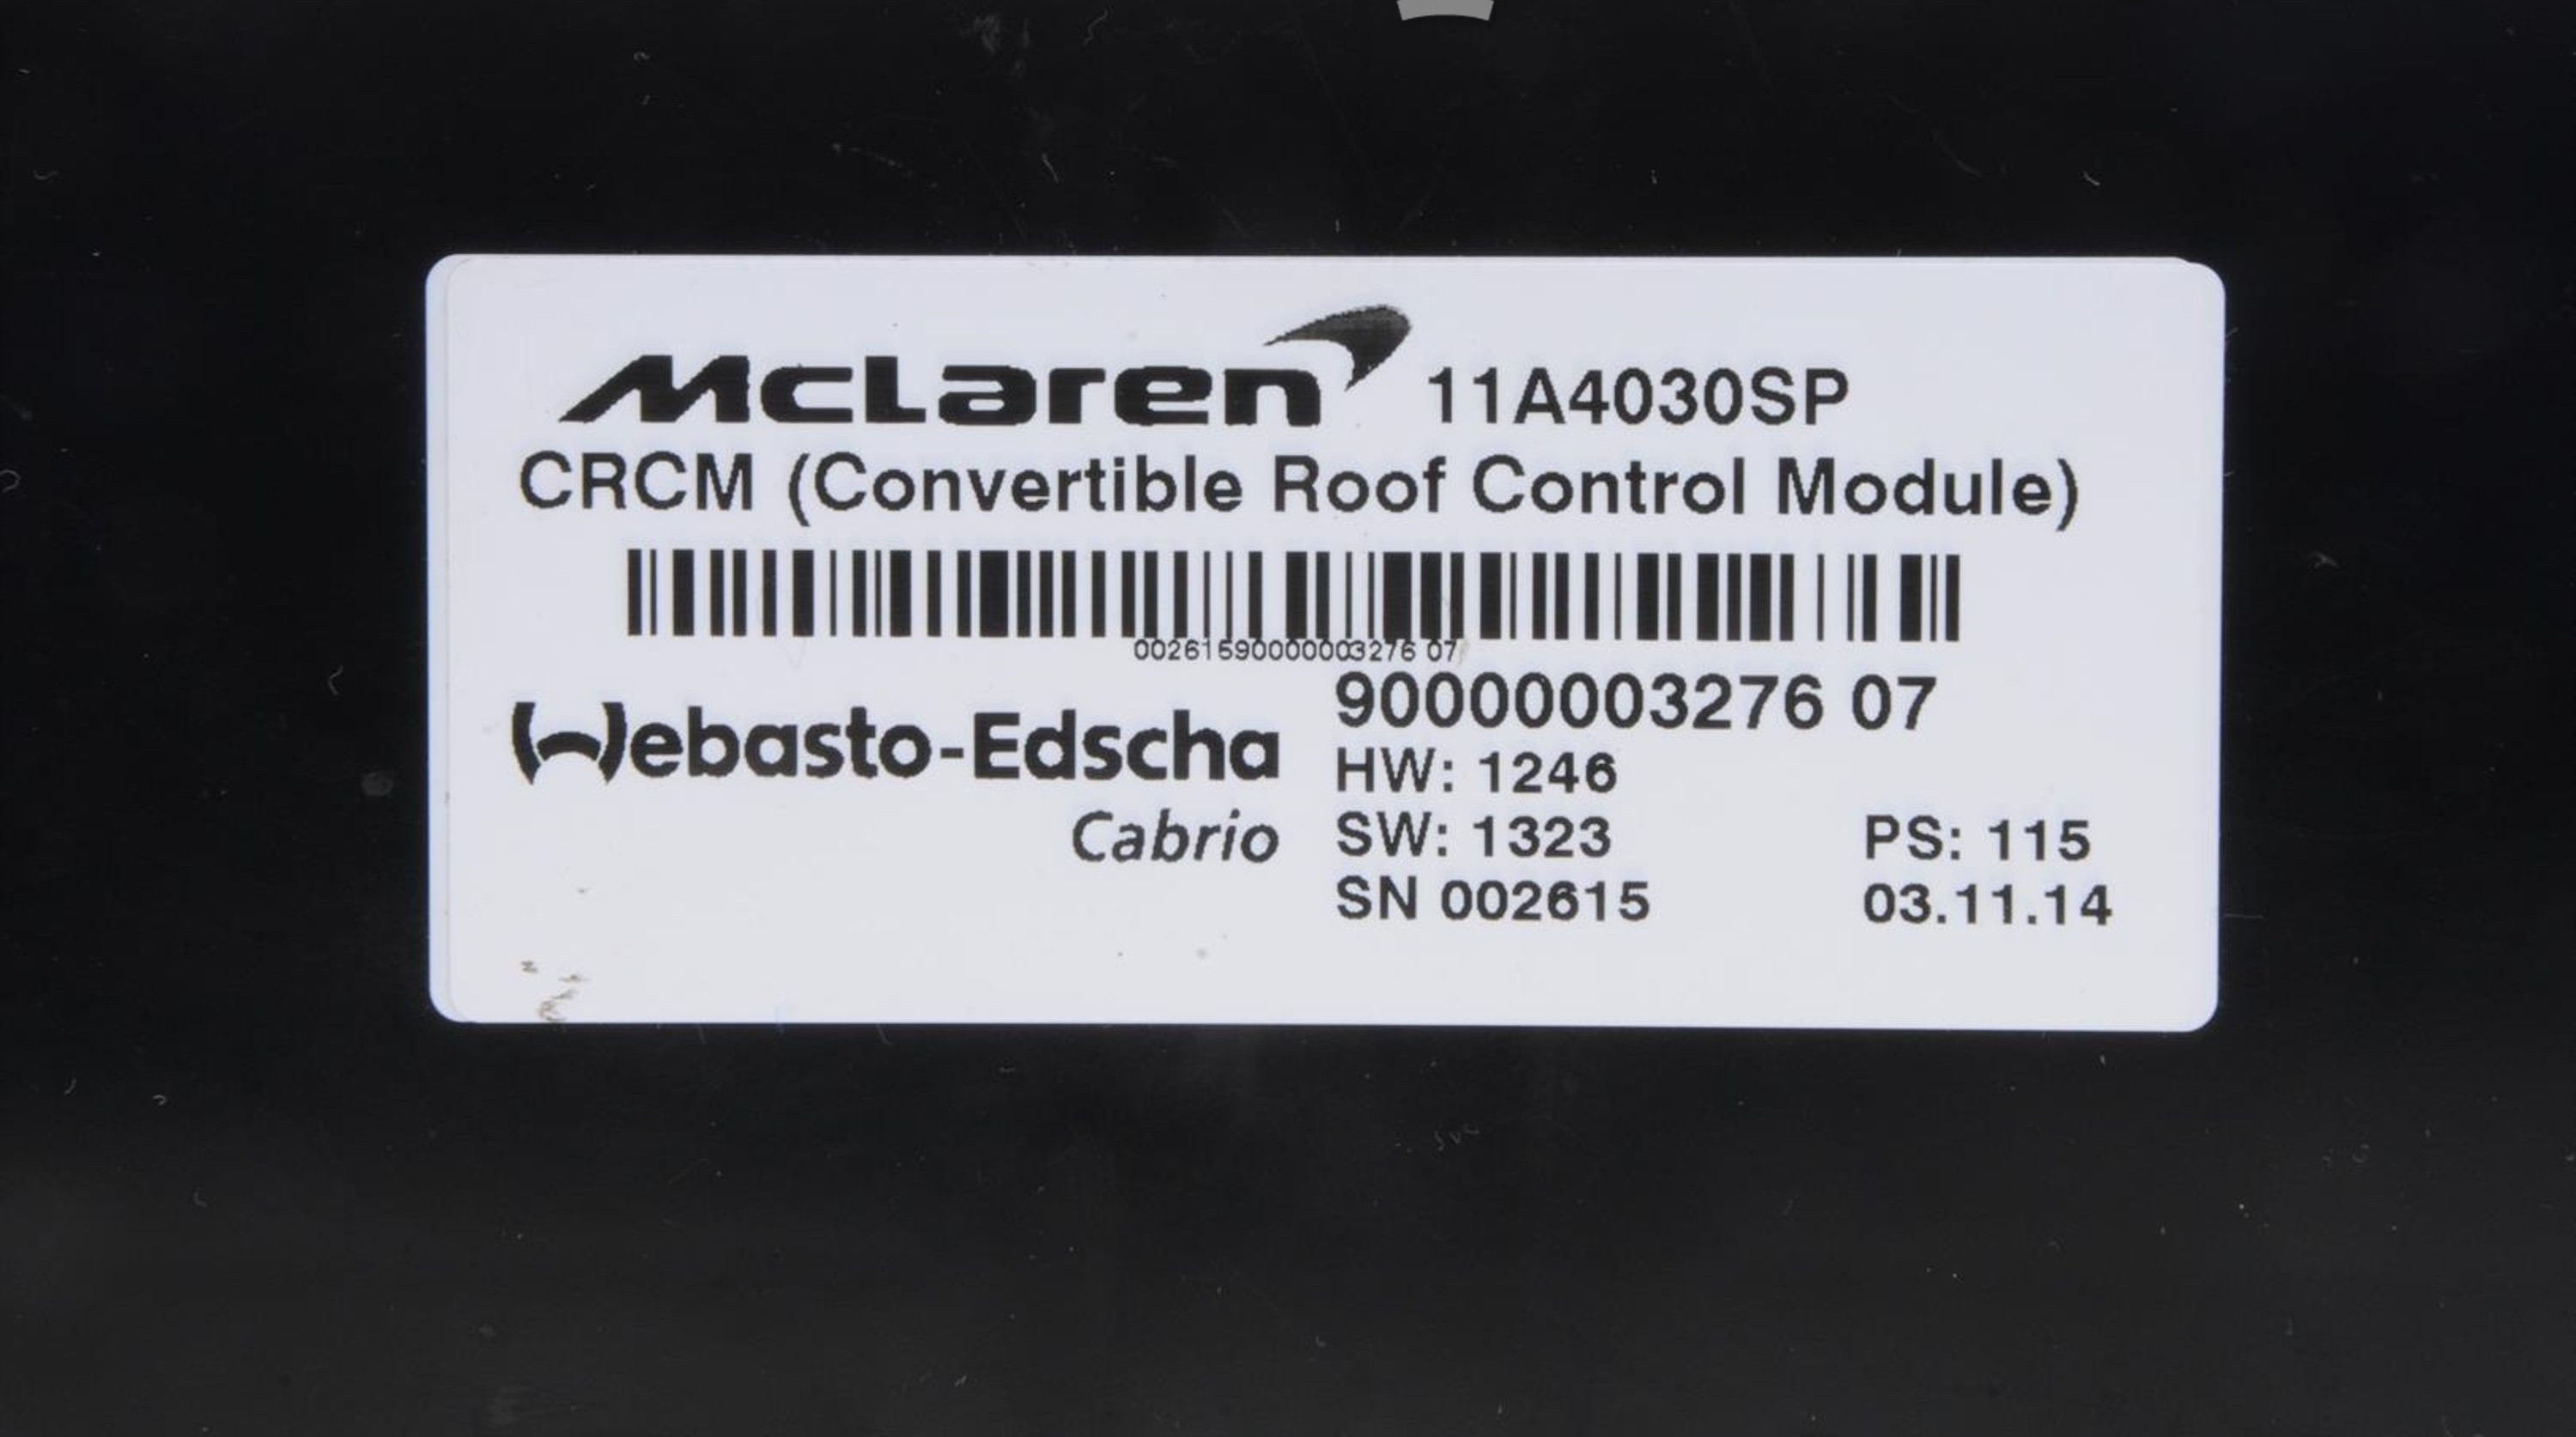 McLaren 11A4030SP
CRCM (Convertible Roof Control Module)
00261590000003276 07
90000003276 07
Webasto-Edscha
Cabrio
HW: 1246
SW: 1323
PS: 115
SN 002615
03.11.14